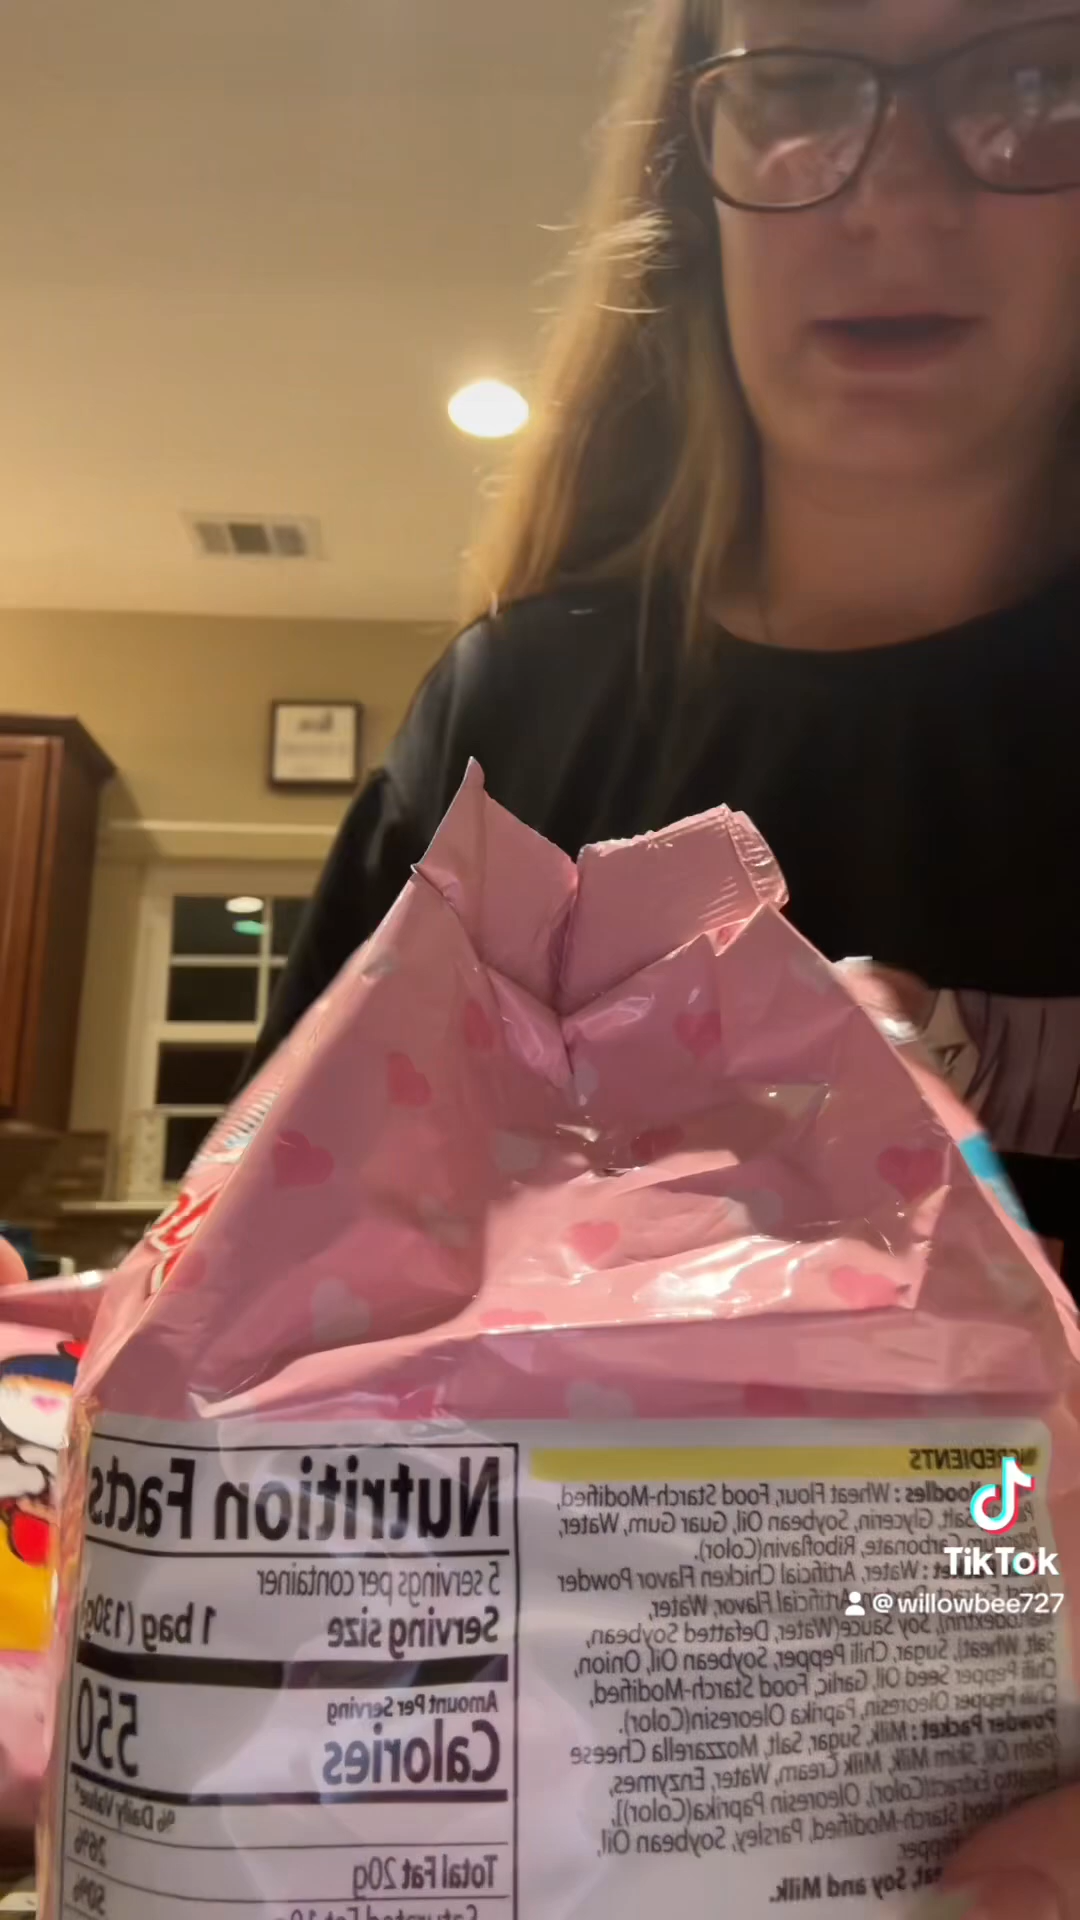 Nutrition Facts
5 servings per container
Serving size 1 bag (130g)
Amount Per Serving
Calories 550
% Daily Value*
Total Fat 20g 26%
50%
INGREDIENTS
Noodles : Wheat Flour, Food Starch-Modified,
Salt, Glycerin, Soybean Oil, Guar Gum, Water,
Carbonate, Riboflavin(Color).
: Water, Artificial Chicken Flavor Powder
Artificial Flavor, Water,
Soy Sauce(Water, Defatted Soybean,
Salt, Wheat), Sugar, Chili Pepper, Soybean Oil, Onion,
Chili Pepper Seed Oil, Garlic, Food Starch-Modified,
Chili Pepper Oleoresin, Paprika Oleoresin(Color).
Powder Packet : Milk, Sugar, Salt, Mozzarella Cheese
(Palm Oil, Skim Milk, Milk Cream, Water, Enzymes,
Extract(Color), Oleoresin Paprika(Color)],
Starch-Modified, Parsley, Soybean Oil,
Soy and Milk.
TikTok
@willowbee727